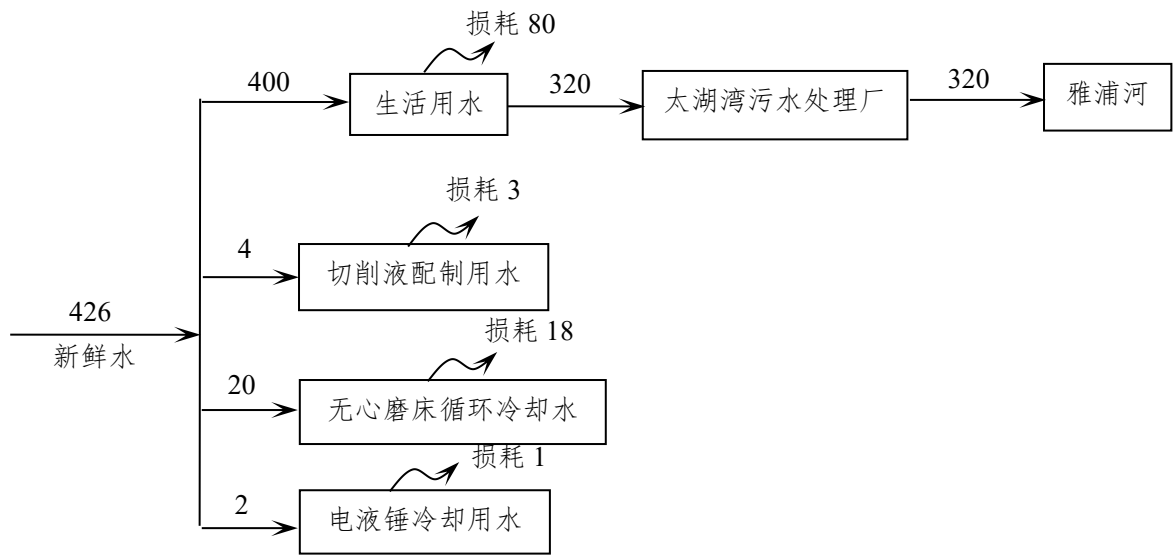 损耗 80
400
生活用水
320
太湖湾污水处理厂
320
雅浦河
损耗 3
4
切削液配制用水
426
新鲜水
损耗 18
20
无心磨床循环冷却水
损耗 1
2
电液锤冷却用水